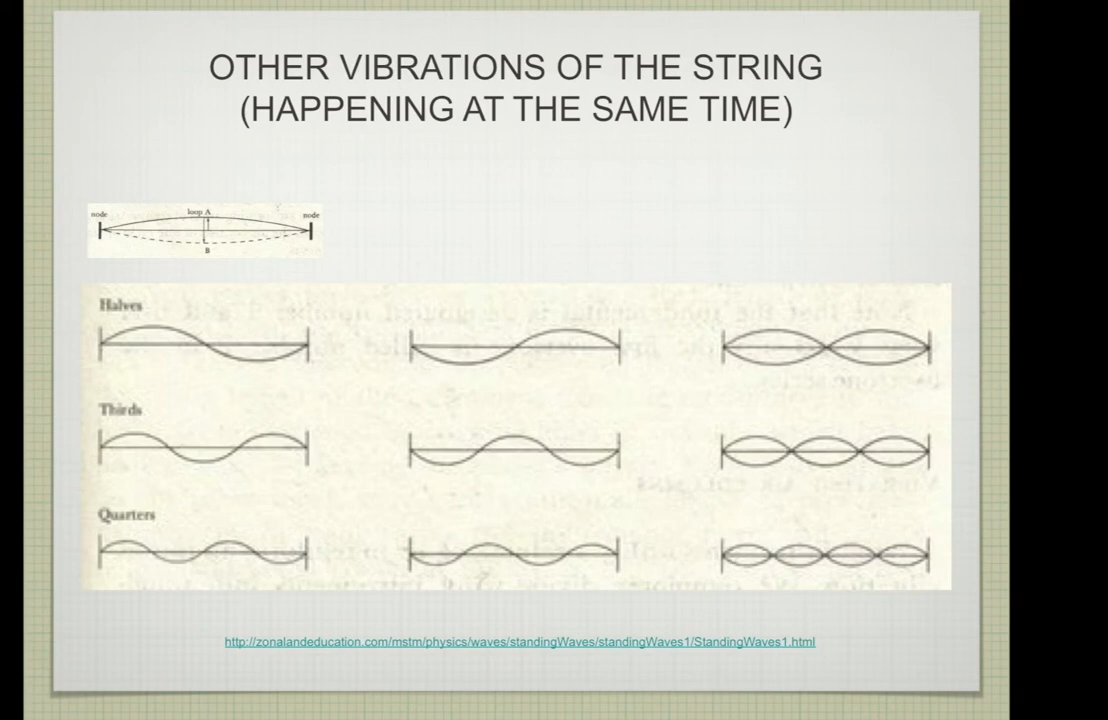 OTHER VIBRATIONS OF THE STRING
(HAPPENING AT THE SAME TIME)
node loop A node
B
Halves
Thirds
Quarters
http://zonalandeducation.com/mstm/physics/waves/standingWaves/standingWaves1/StandingWaves1.html